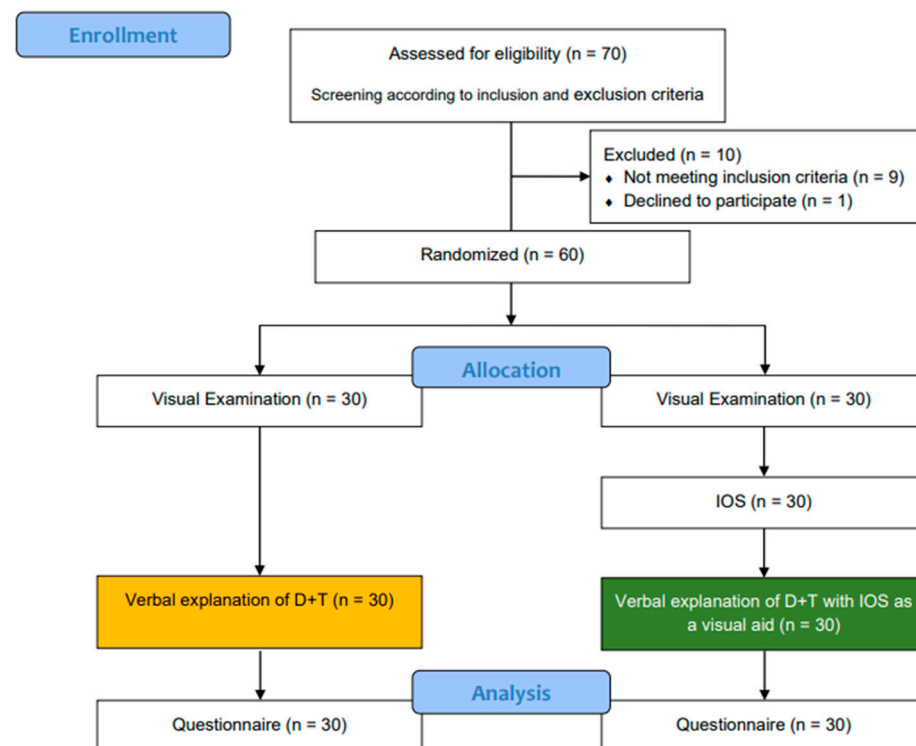 Enrollment
Assessed for eligibility (n = 70)
Screening according to inclusion and exclusion criteria
Excluded (n = 10)
♦ Not meeting inclusion criteria (n = 9)
♦ Declined to participate (n = 1)
Randomized (n = 60)
Allocation
Visual Examination (n = 30)
Visual Examination (n = 30)
IOS (n = 30)
Verbal explanation of D+T (n = 30)
Verbal explanation of D+T with IOS as
a visual aid (n = 30)
Analysis
Questionnaire (n = 30)
Questionnaire (n = 30)